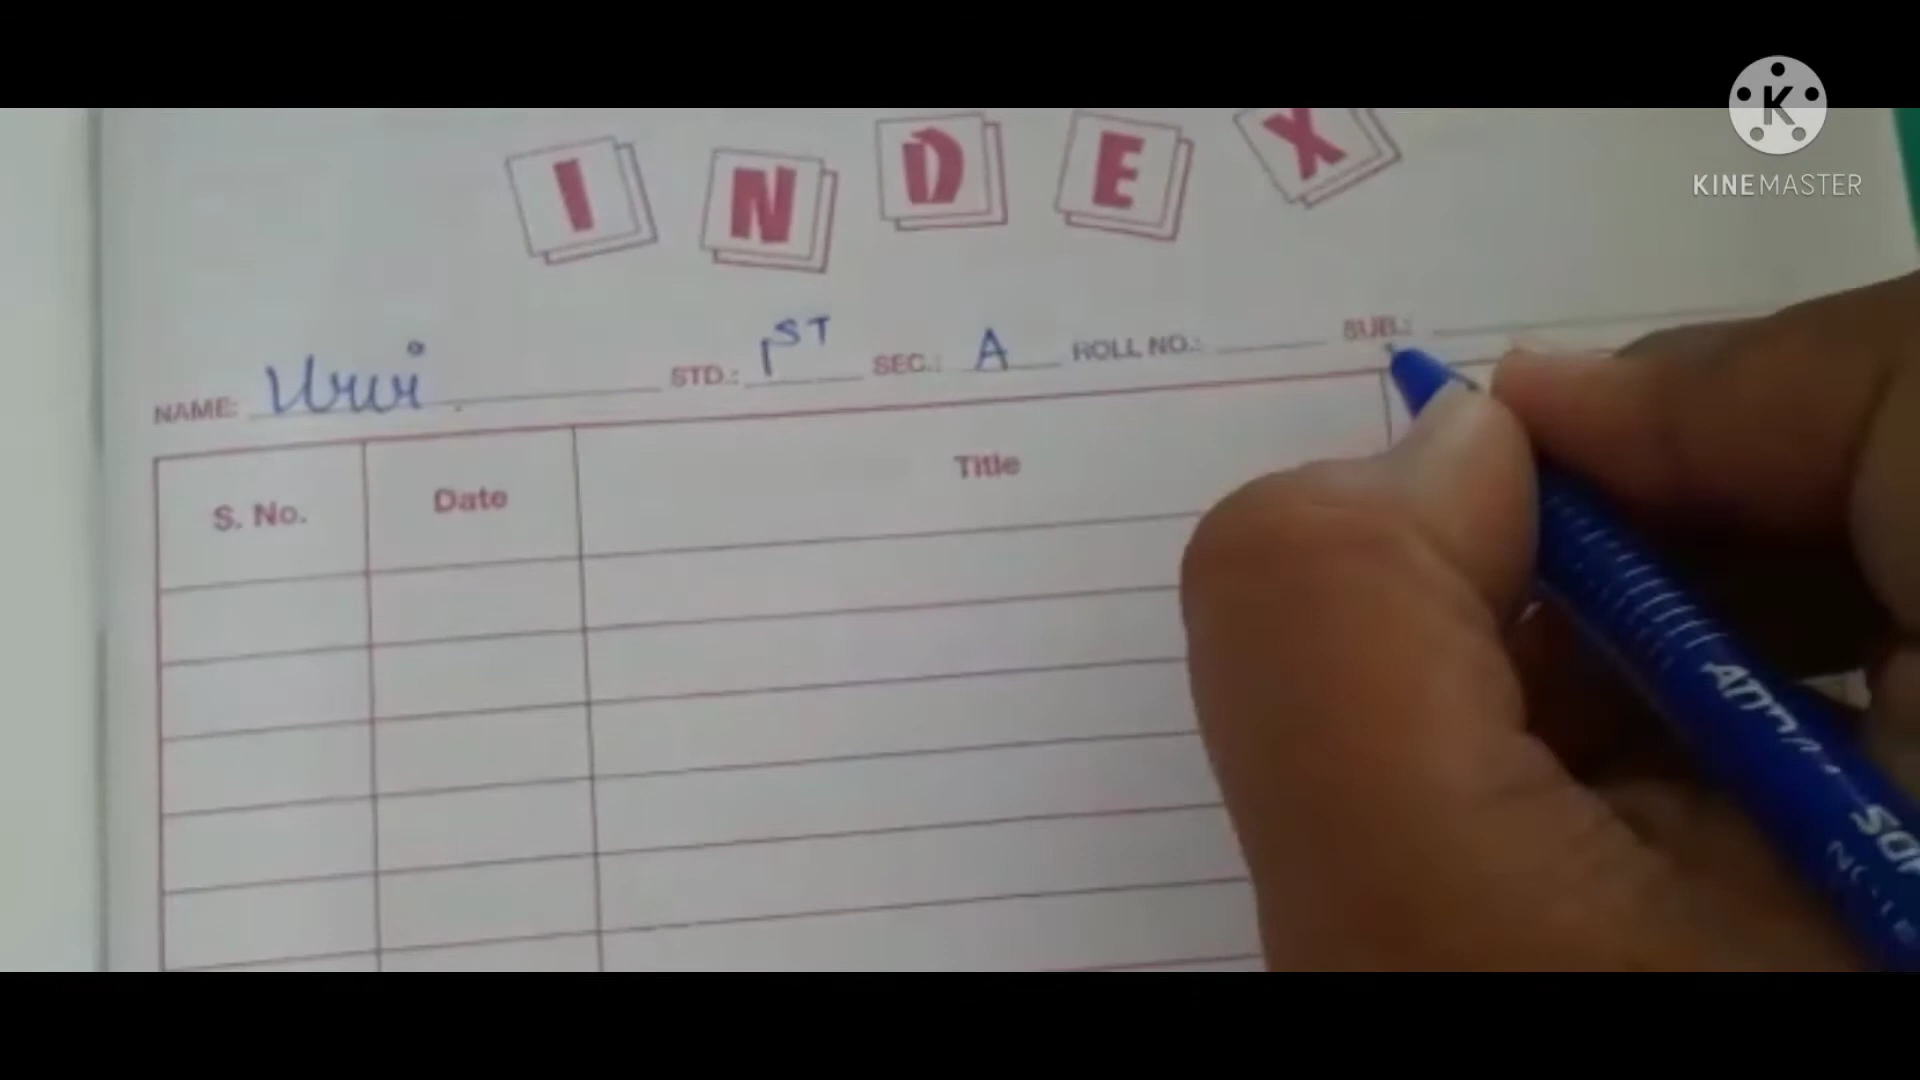 INDEX
KINEMASTER
NAME: Urvi STD.: 1ST SEC.: A ROLL NO.: SUB.:
S. No. Date Title